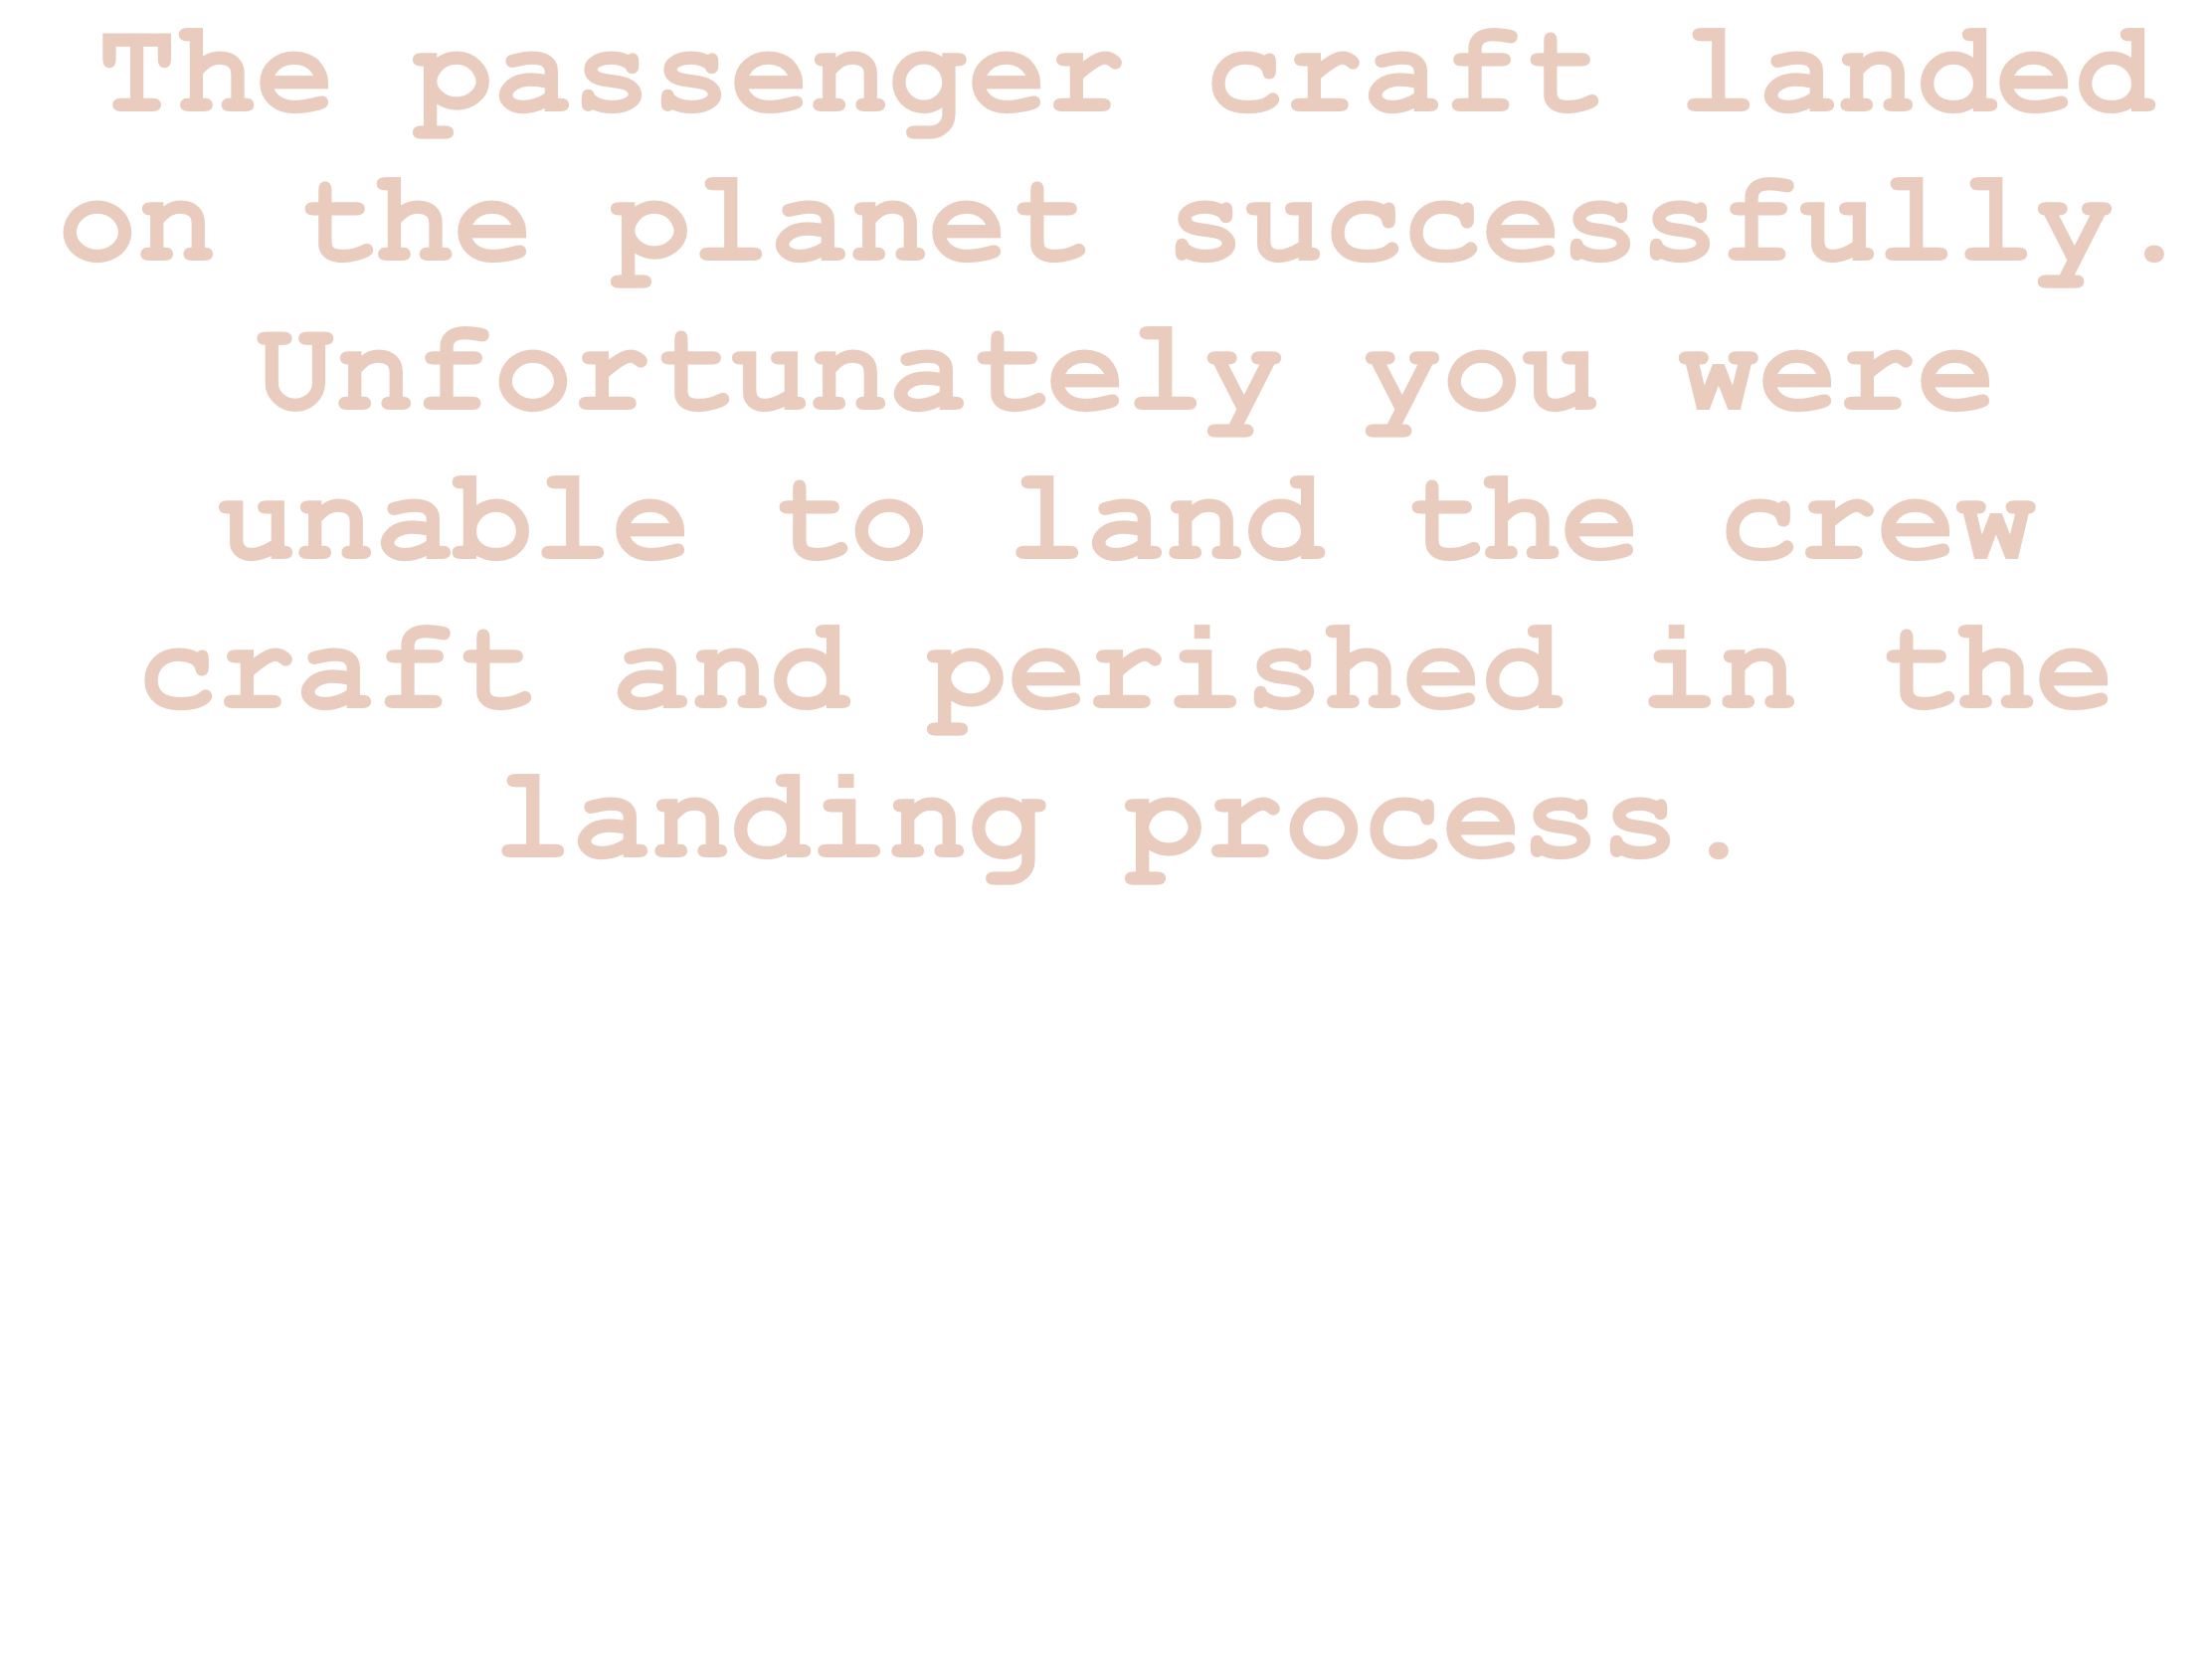 The passenger craft landed
on the planet successfully.
Unfortunately you were
unable to land the crew
craft and perished in the
landing process.